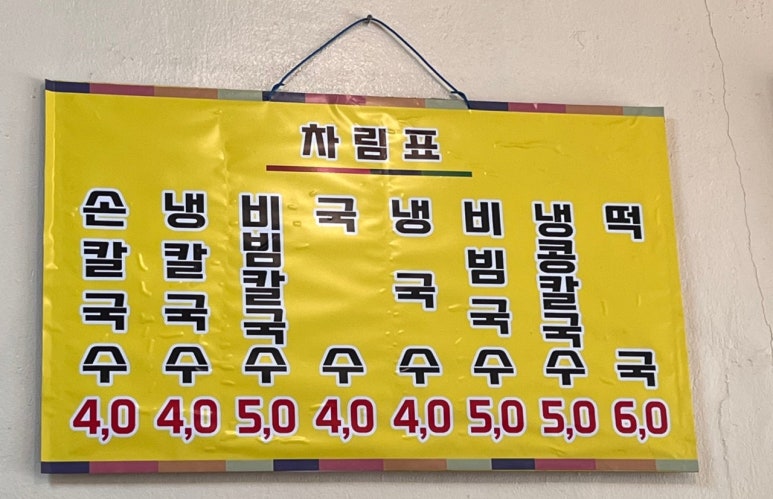 차림표
손칼국수 4,0
냉칼국수 4,0
비빔칼국수 5,0
국수 4,0
냉국수 4,0
비빔국수 5,0
냉콩칼국수 5,0
떡국 6,0